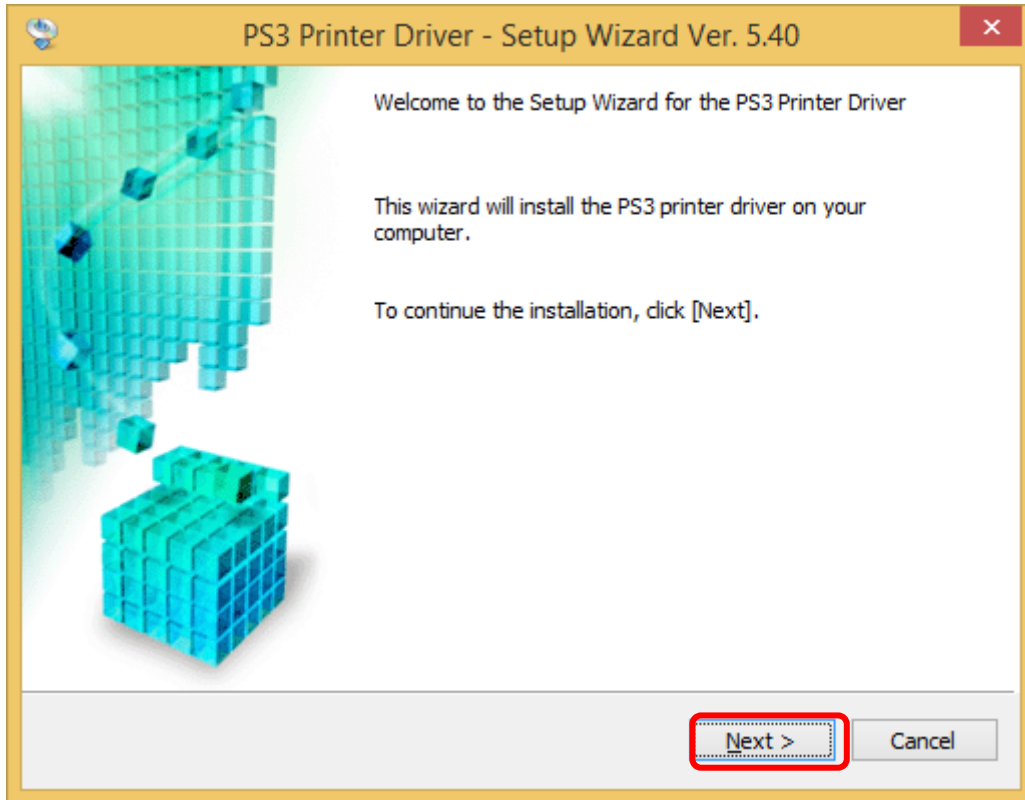 PS3 Printer Driver - Setup Wizard Ver. 5.40
Welcome to the Setup Wizard for the PS3 Printer Driver
This wizard will install the PS3 printer driver on your
computer.
To continue the installation, click [Next].
Next >
Cancel